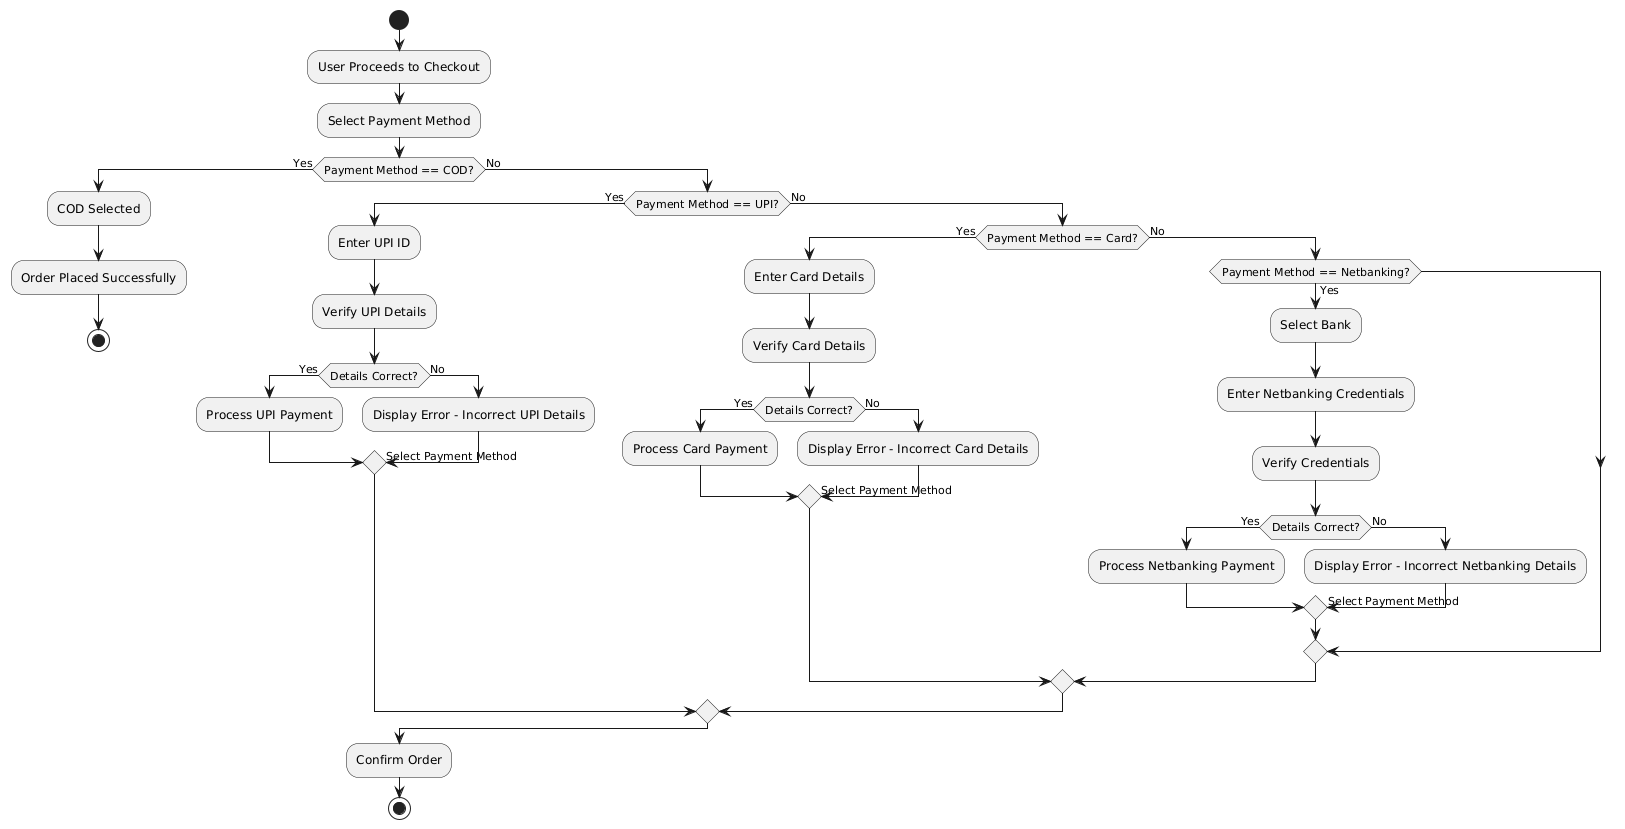 User Proceeds to Checkout
Select Payment Method
Yes
Payment Method == COD?
No
COD Selected
Order Placed Successfully
Yes
Payment Method == UPI?
No
Enter UPI ID
Verify UPI Details
Yes
Details Correct?
No
Process UPI Payment
Display Error - Incorrect UPI Details
Select Payment Method
Yes
Payment Method == Card?
No
Enter Card Details
Verify Card Details
Yes
Details Correct?
No
Process Card Payment
Display Error - Incorrect Card Details
Select Payment Method
Payment Method == Netbanking?
Yes
Select Bank
Enter Netbanking Credentials
Verify Credentials
Yes
Details Correct?
No
Process Netbanking Payment
Display Error - Incorrect Netbanking Details
Select Payment Method
Confirm Order